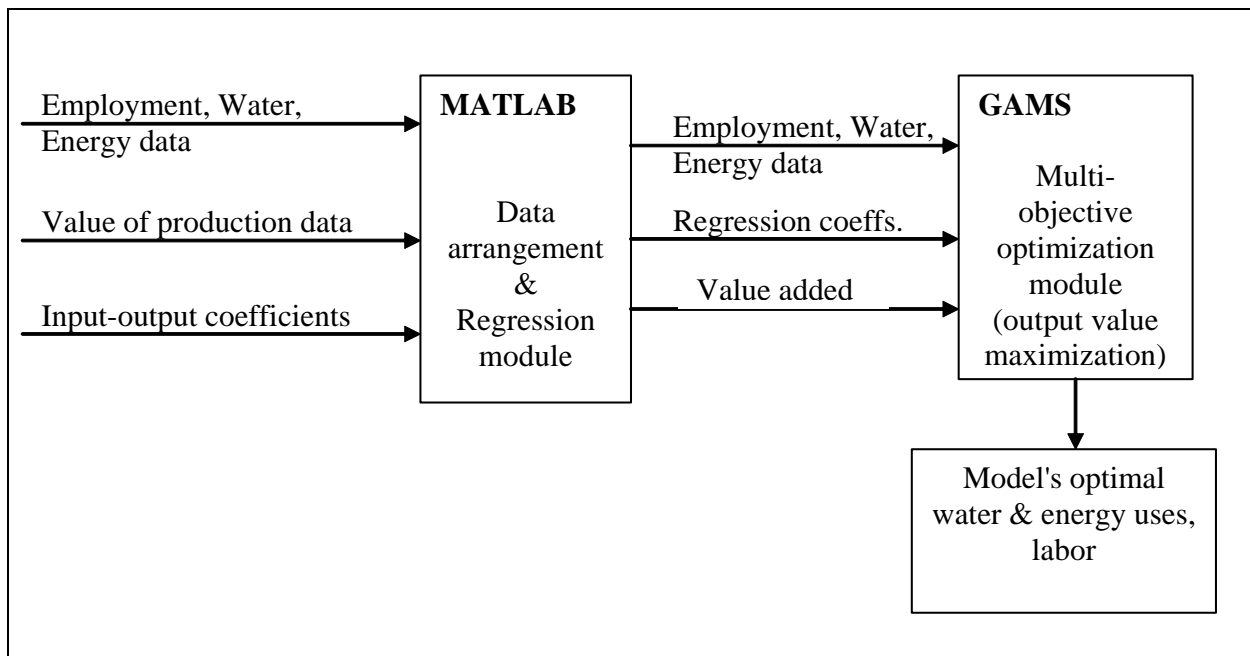 Employment, Water,
Energy data
Value of production data
Input-output coefficients
MATLAB
Data
arrangement
&
Regression
module
Employment, Water,
Energy data
Regression coeffs.
Value added
GAMS
Multi-
objective
optimization
module
(output value
maximization)
Model's optimal
water & energy uses,
labor